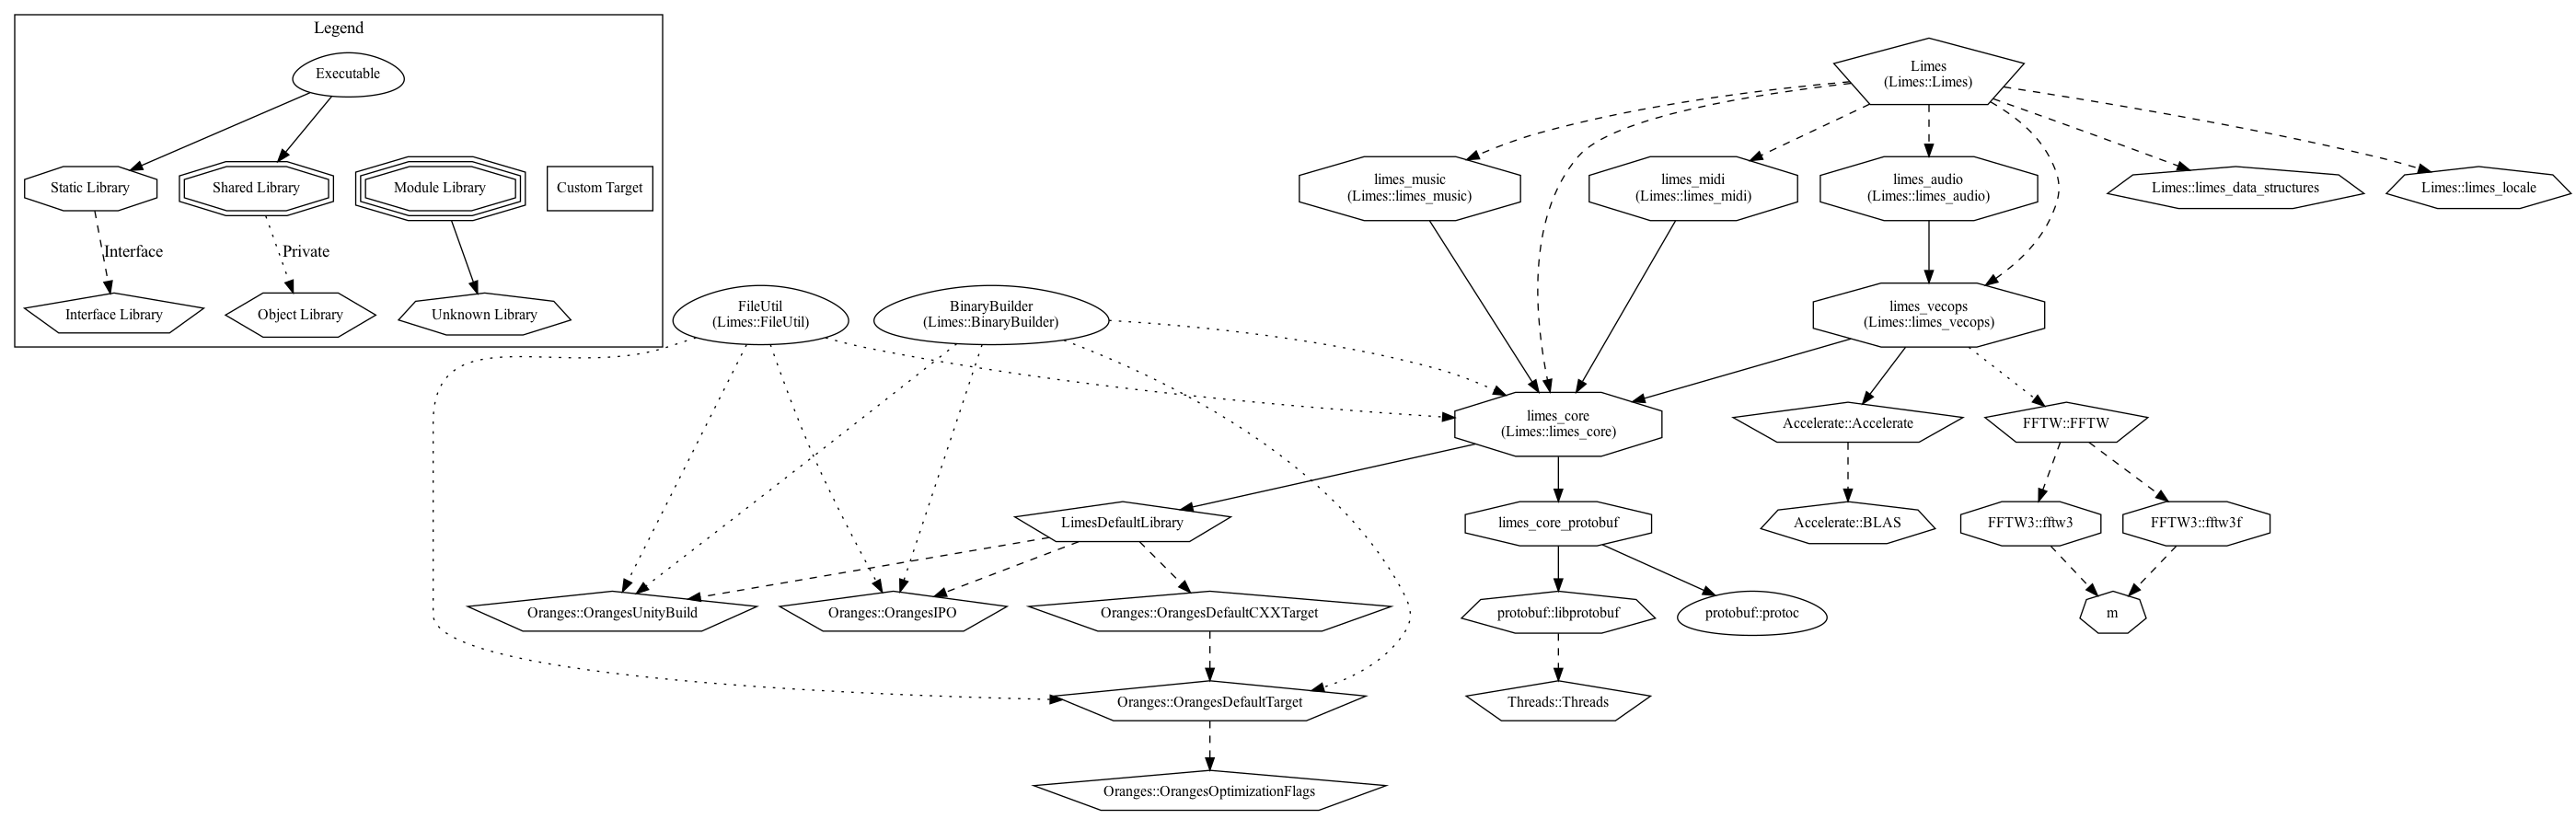 Legend
Executable
Static Library
Shared Library
Module Library
Custom Target
Interface
Private
Interface Library
Object Library
Unknown Library
Limes
(Limes::Limes)
limes_music
(Limes::limes_music)
limes_midi
(Limes::limes_midi)
limes_audio
(Limes::limes_audio)
Limes::limes_data_structures
Limes::limes_locale
FileUtil
(Limes::FileUtil)
BinaryBuilder
(Limes::BinaryBuilder)
limes_vecops
(Limes::limes_vecops)
limes_core
(Limes::limes_core)
Accelerate::Accelerate
FFTW::FFTW
LimesDefaultLibrary
limes_core_protobuf
Accelerate::BLAS
FFTW3::fftw3
FFTW3::fftw3f
Oranges::OrangesUnityBuild
Oranges::OrangesIPO
Oranges::OrangesDefaultCXXTarget
protobuf::libprotobuf
protobuf::protoc
m
Oranges::OrangesDefaultTarget
Threads::Threads
Oranges::OrangesOptimizationFlags